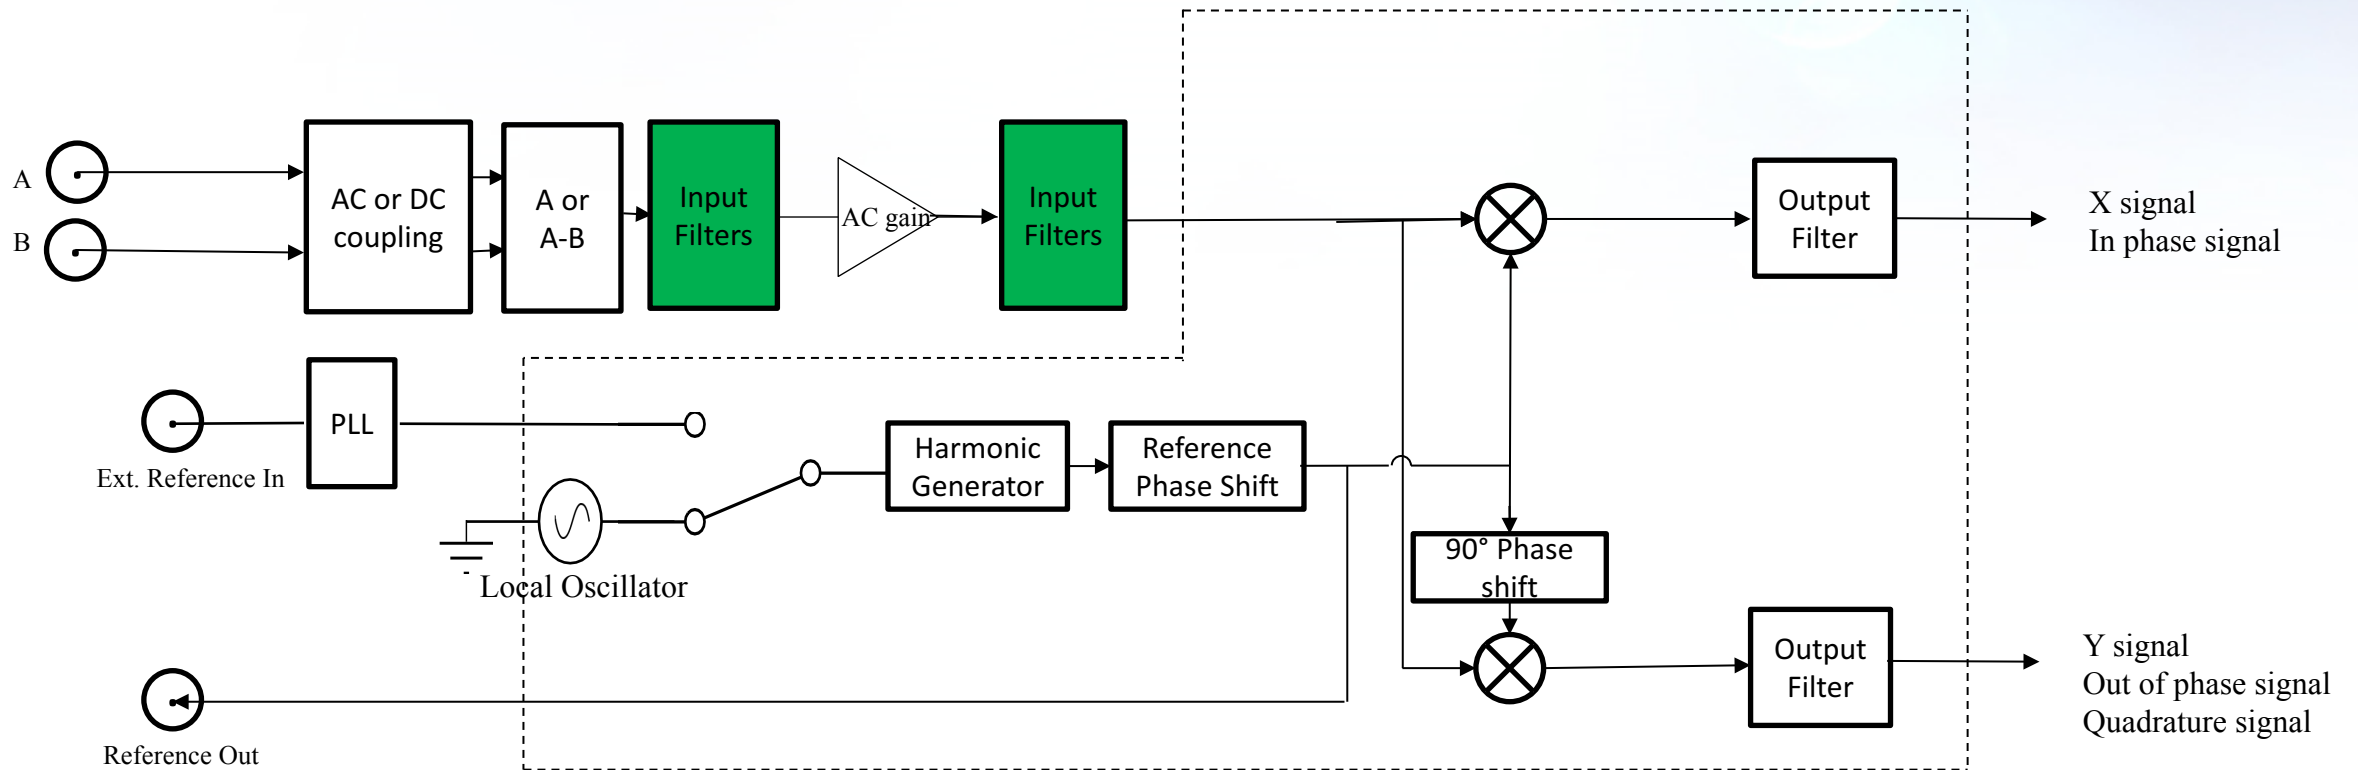 A
B
AC or DC
coupling
A or
A-B
Input
Filters
AC gain
Input
Filters
Output
Filter
X signal
In phase signal
PLL
Ext. Reference In
Harmonic
Generator
Reference
Phase Shift
90° Phase
shift
Local Oscillator
Output
Filter
Y signal
Out of phase signal
Quadrature signal
Reference Out